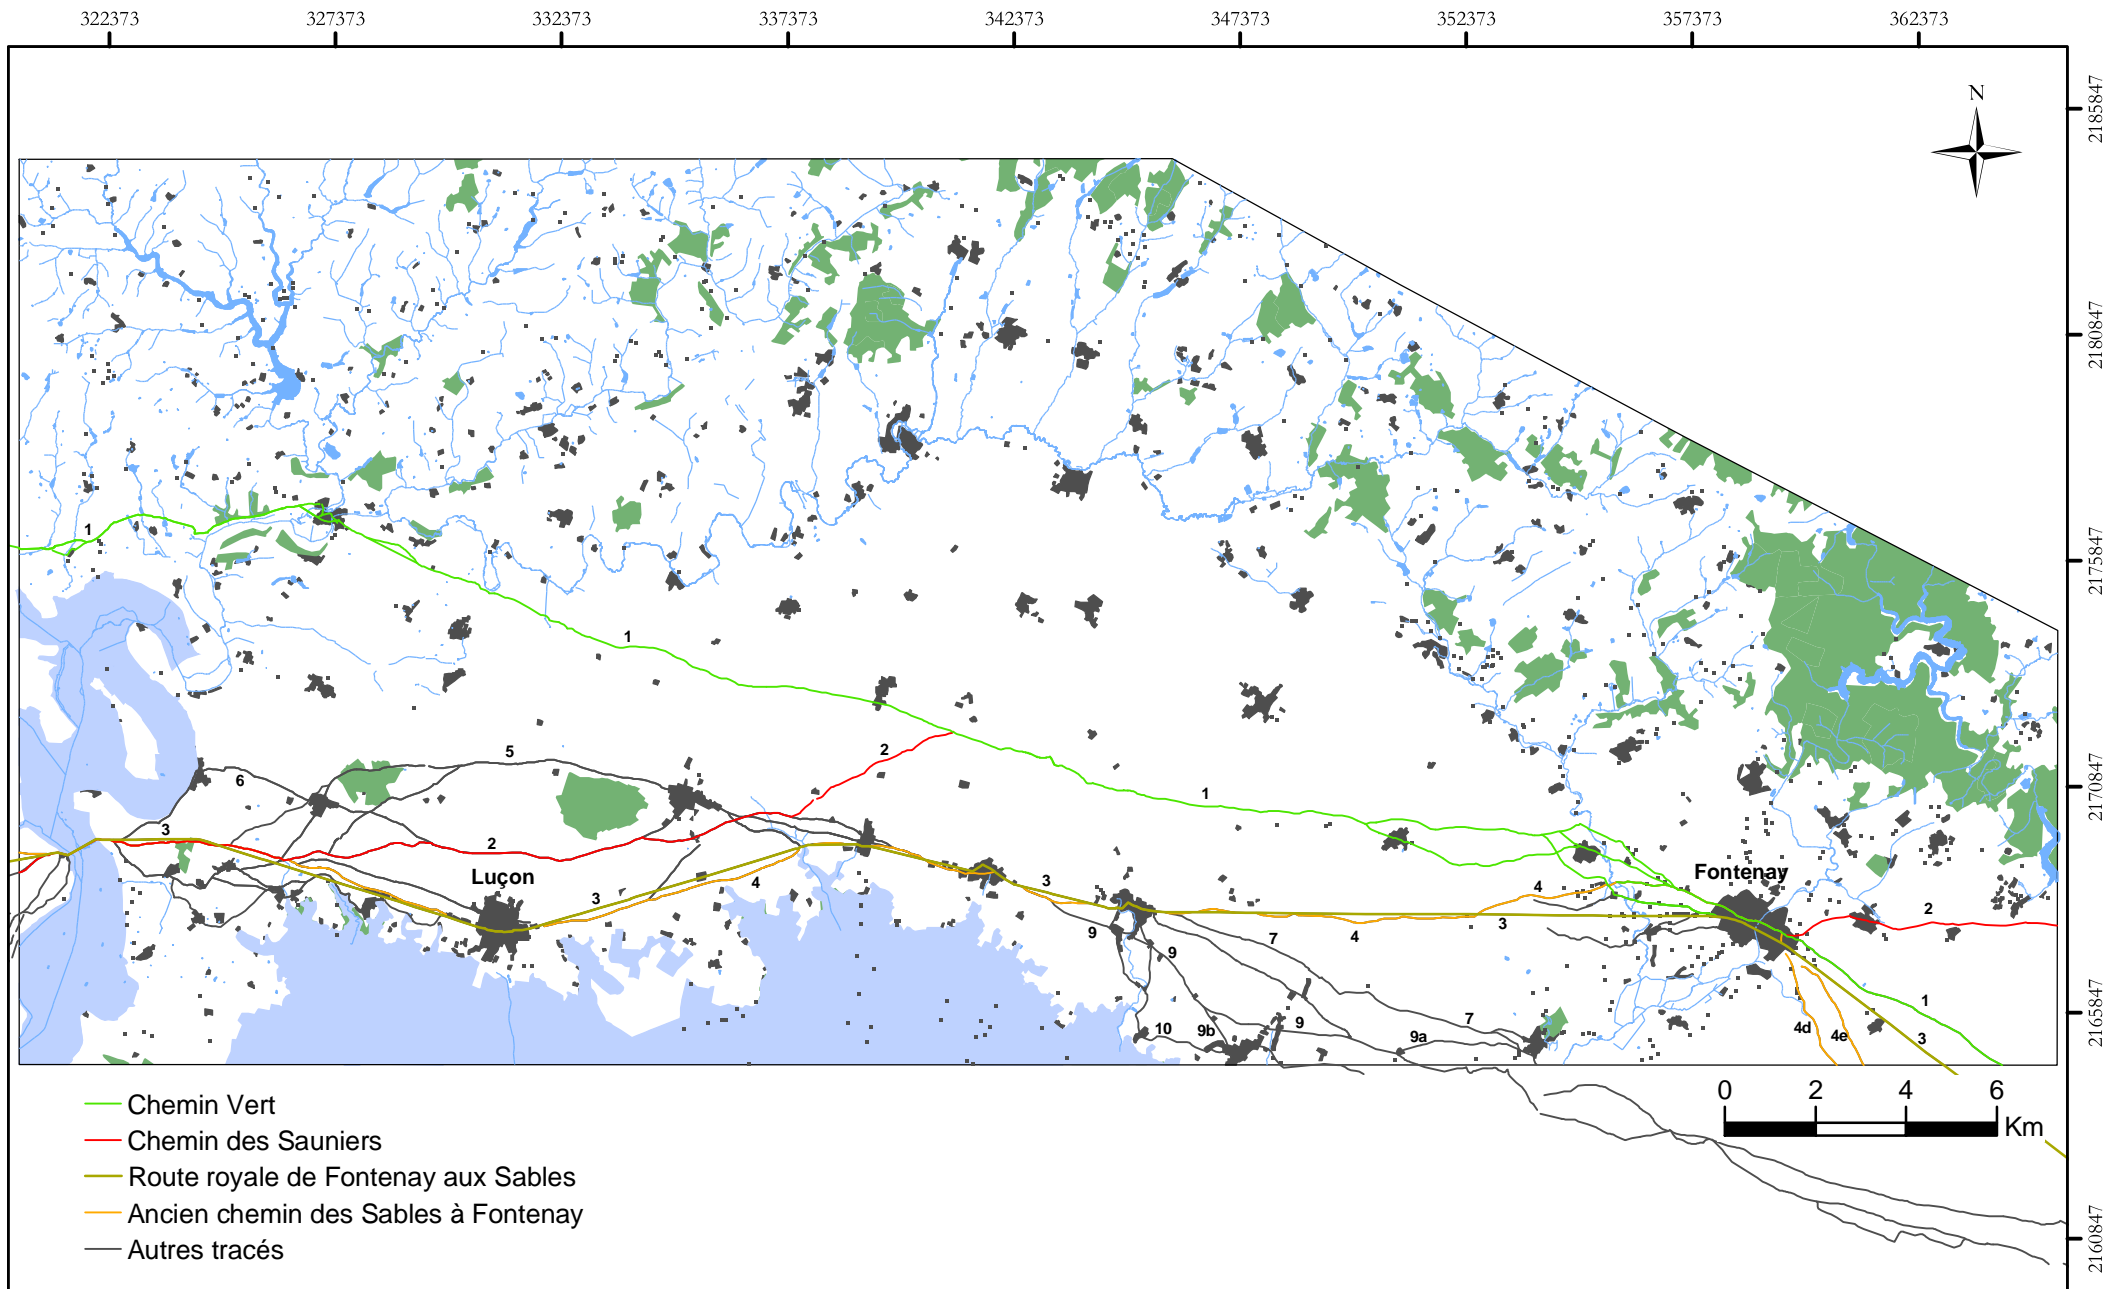 322373 327373 332373 337373 342373 347373 352373 357373 362373
2185847
N
2180847
2175847
1
1
5
2
6
2170847
1
3
2
Luçon
3
4
3
4
Fontenay
4
3
2
9
9
7
1
10
9b
9
9a
7
4d
4e
3
2165847
Chemin Vert
Chemin des Sauniers
Route royale de Fontenay aux Sables
Ancien chemin des Sables à Fontenay
Autres tracés
0 2 4 6
Km
2160847